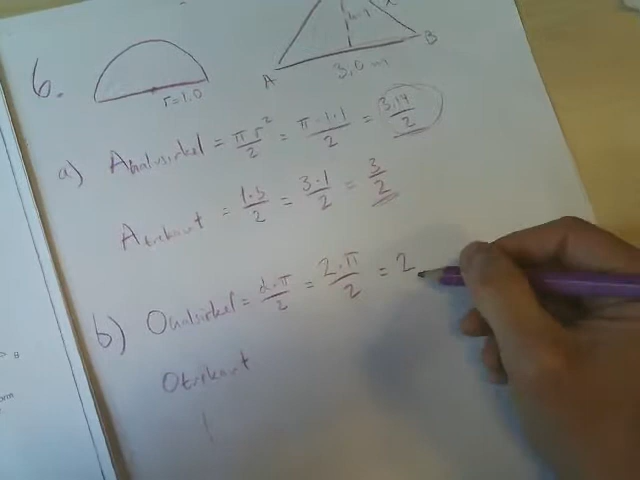 6.
r=1.0
A
B
3,0 m
a) Ahalvsirkel = πr²/2 = π·1·1/2 = 3,14/2
Atrekant = 1·3/2 = 3·1/2 = 3/2
b) Ohalvsirkel = d·π/2 = 2·π/2 = 2
Otrekant